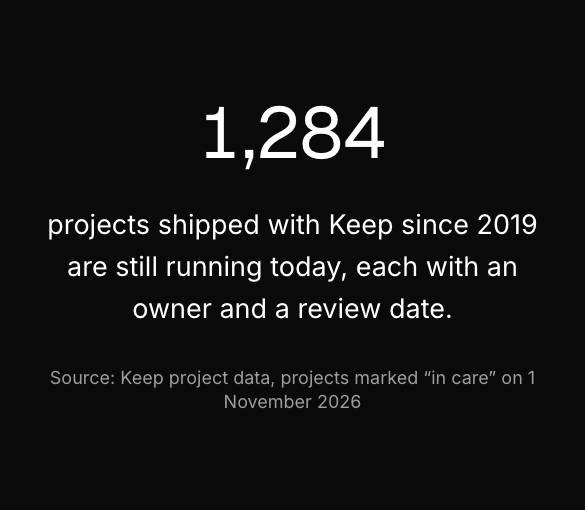 1,284
projects shipped with Keep since 2019
are still running today, each with an
owner and a review date.
Source: Keep project data, projects marked “in care” on 1
November 2026